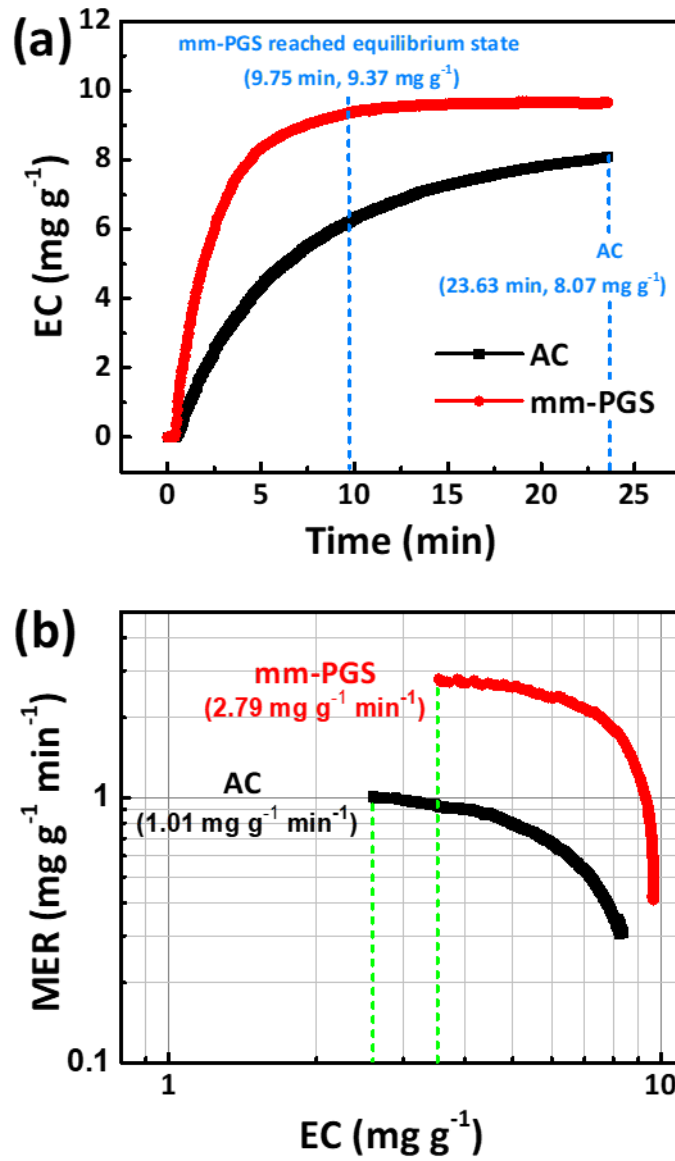 (a)
mm-PGS reached equilibrium state
(9.75 min, 9.37 mg g⁻¹)
12
10
8
6
4
2
0
EC (mg g⁻¹)
AC
(23.63 min, 8.07 mg g⁻¹)
AC
mm-PGS
0 5 10 15 20 25
Time (min)
(b)
mm-PGS
(2.79 mg g⁻¹ min⁻¹)
AC
(1.01 mg g⁻¹ min⁻¹)
1
0.1
MER (mg g⁻¹ min⁻¹)
1 10
EC (mg g⁻¹)